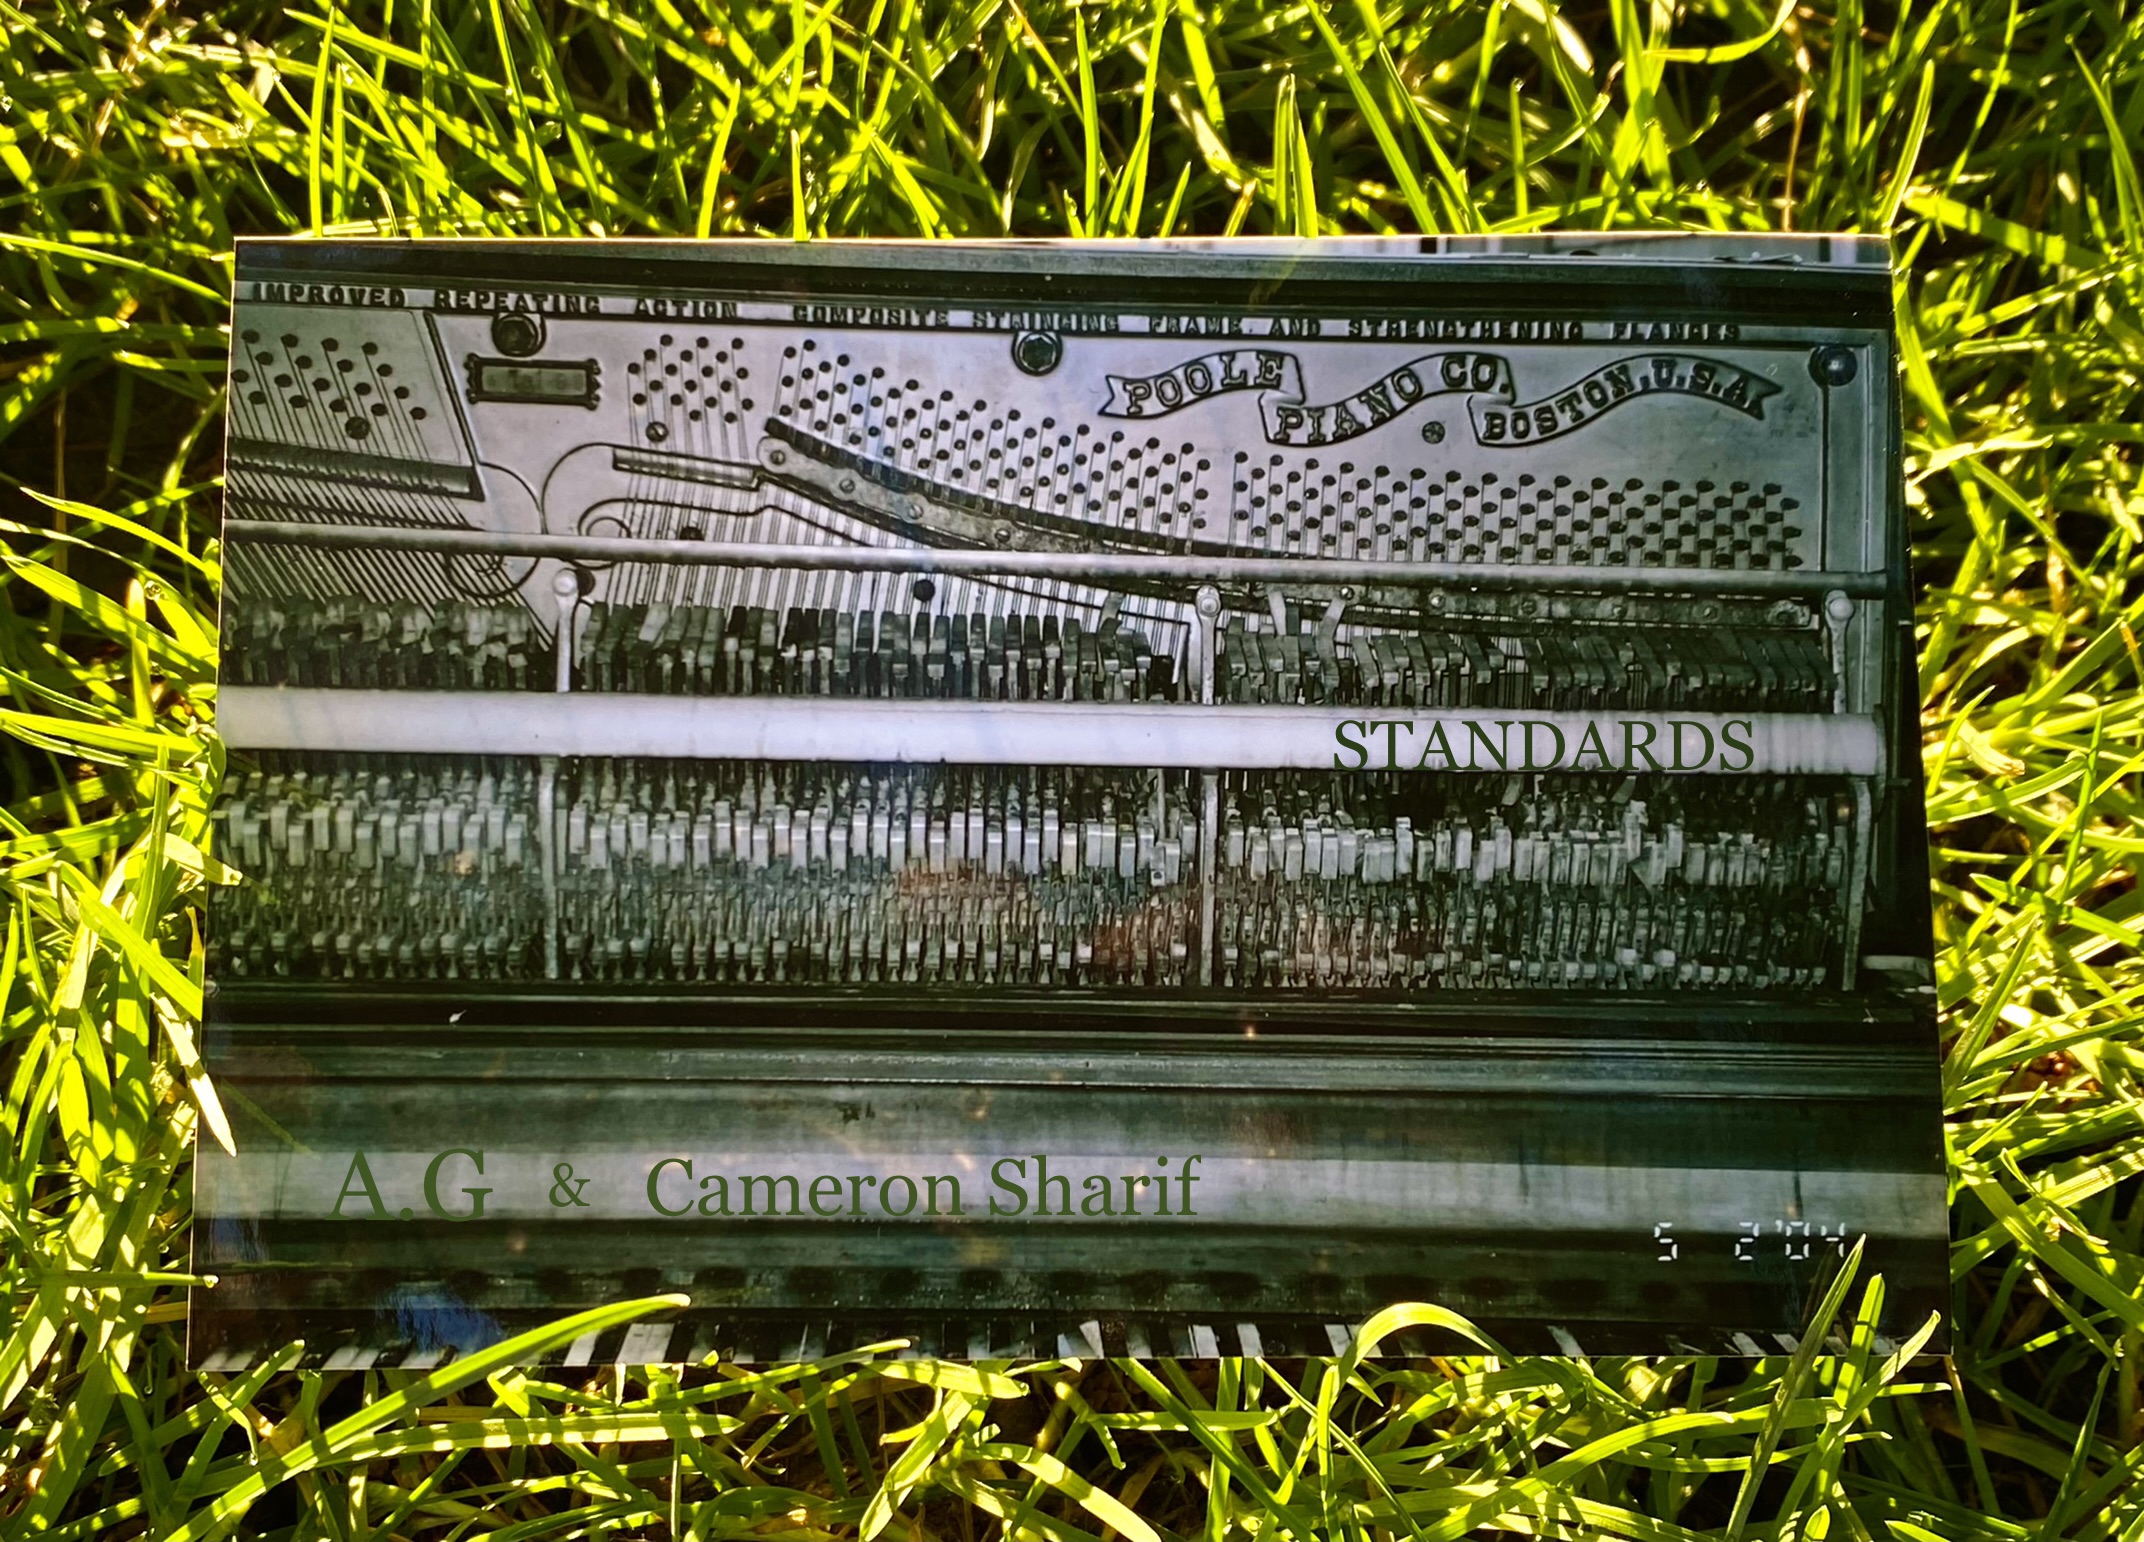 IMPROVED REPEATING ACTION COMPOSITE STRINGING FRAME AND STRENGTHENING FLANGES
POOLE PIANO CO. BOSTON, U.S.A
STANDARDS
A.G & Cameron Sharif
5 2'04